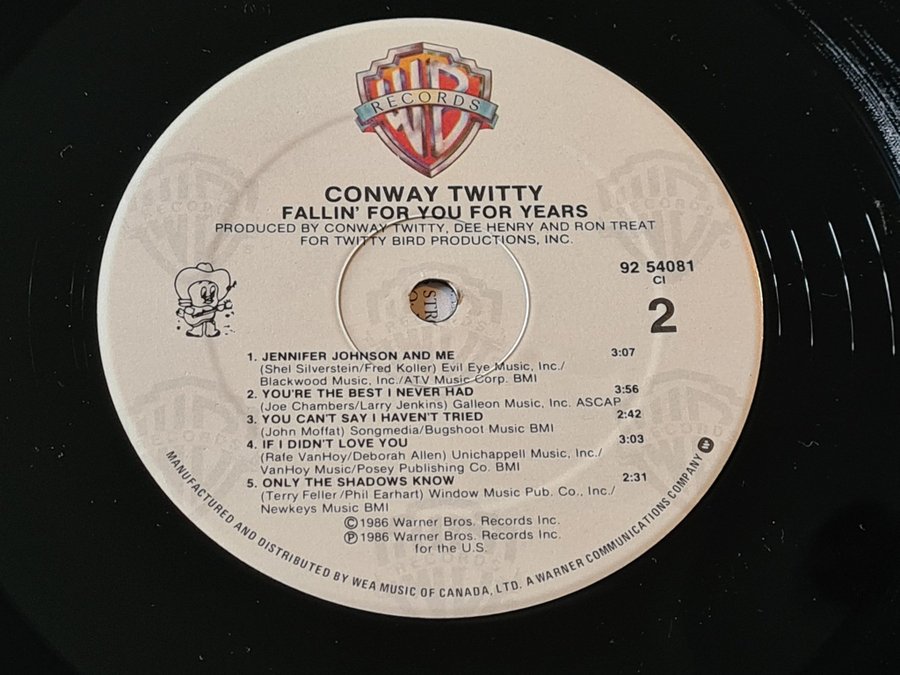 WB
RECORDS
CONWAY TWITTY
FALLIN' FOR YOU FOR YEARS
PRODUCED BY CONWAY TWITTY, DEE HENRY AND RON TREAT
FOR TWITTY BIRD PRODUCTIONS, INC.
92 54081
CI
2
STR
1. JENNIFER JOHNSON AND ME 3:07
(Shel Silverstein/Fred Koller) Evil Eye Music, Inc./
Blackwood Music, Inc./ATV Music Corp. BMI
2. YOU'RE THE BEST I NEVER HAD 3:56
(Joe Chambers/Larry Jenkins) Galleon Music, Inc. ASCAP
3. YOU CAN'T SAY I HAVEN'T TRIED 2:42
(John Moffat) Songmedia/Bugshoot Music BMI
4. IF I DIDN'T LOVE YOU 3:03
(Rafe VanHoy/Deborah Allen) Unichappell Music, Inc./
VanHoy Music/Posey Publishing Co. BMI
5. ONLY THE SHADOWS KNOW 2:31
(Terry Feller/Phil Earhart) Window Music Pub. Co., Inc./
Newkeys Music BMI
©1986 Warner Bros. Records Inc.
℗1986 Warner Bros. Records Inc.
for the U.S.
MANUFACTURED AND DISTRIBUTED BY WEA MUSIC OF CANADA, LTD. A WARNER COMMUNICATIONS COMPANY